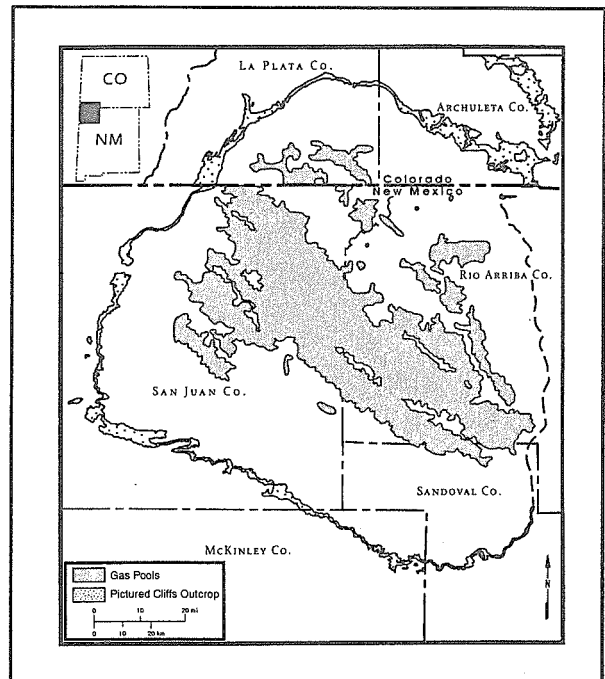 LA PLATA CO.
CO
ARCHULETA CO.
NM
Colorado
New Mexico
RIO ARRIBA CO.
SAN JUAN CO.
SANDOVAL CO.
MCKINLEY CO.
Gas Pools
Pictured Cliffs Outcrop
0 10 20 mi
0 10 20 km
N